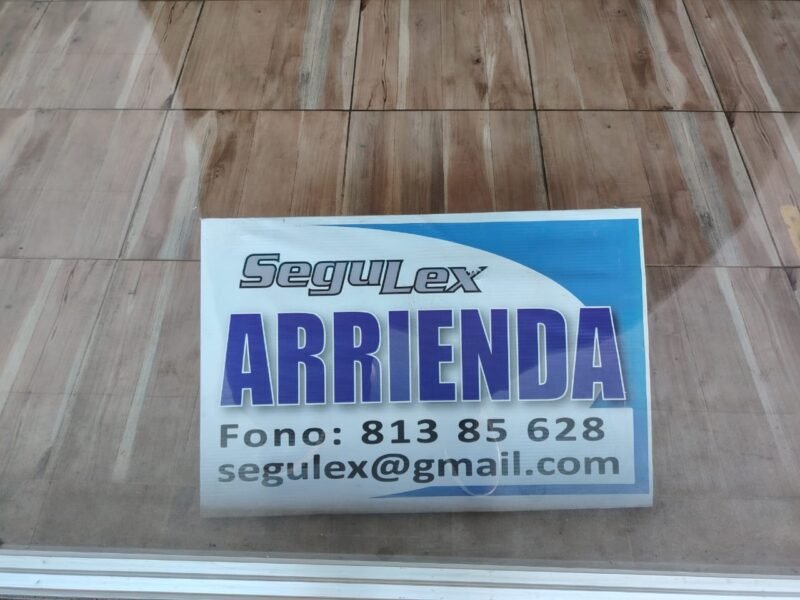 SeguLex
ARRIENDA
Fono: 813 85 628
segulex@gmail.com